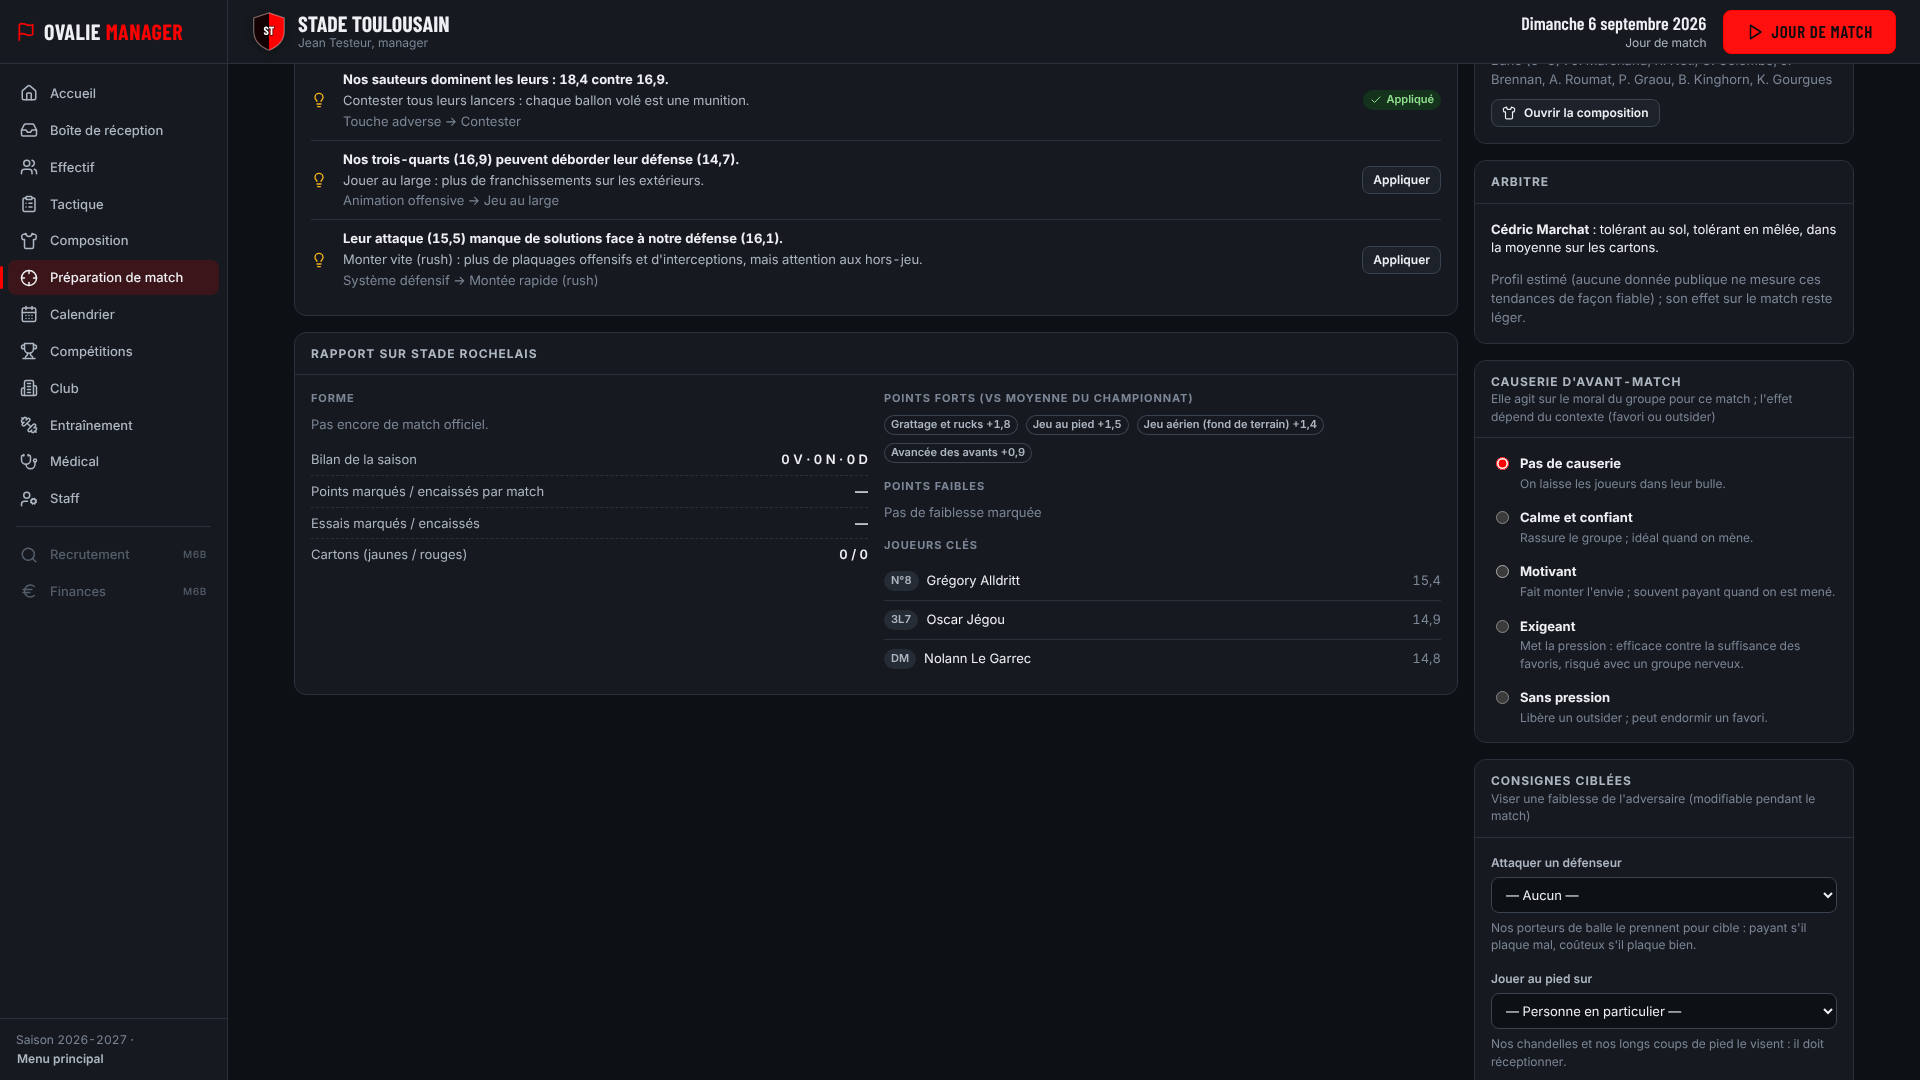 OVALIE MANAGER
ST
STADE TOULOUSAIN
Jean Testeur, manager
Dimanche 6 septembre 2026
Jour de match
JOUR DE MATCH
Accueil
Boîte de réception
Effectif
Tactique
Composition
Préparation de match
Calendrier
Compétitions
Club
Entraînement
Médical
Staff
Recrutement M6B
Finances M6B
Saison 2026-2027 ·
Menu principal
Nos sauteurs dominent les leurs : 18,4 contre 16,9.
Contester tous leurs lancers : chaque ballon volé est une munition.
Touche adverse → Contester
Appliqué
Nos trois-quarts (16,9) peuvent déborder leur défense (14,7).
Jouer au large : plus de franchissements sur les extérieurs.
Animation offensive → Jeu au large
Appliquer
Leur attaque (15,5) manque de solutions face à notre défense (16,1).
Monter vite (rush) : plus de plaquages offensifs et d'interceptions, mais attention aux hors-jeu.
Système défensif → Montée rapide (rush)
Appliquer
RAPPORT SUR STADE ROCHELAIS
FORME
Pas encore de match officiel.
Bilan de la saison 0 V · 0 N · 0 D
Points marqués / encaissés par match —
Essais marqués / encaissés —
Cartons (jaunes / rouges) 0 / 0
POINTS FORTS (VS MOYENNE DU CHAMPIONNAT)
Grattage et rucks +1,8 Jeu au pied +1,5 Jeu aérien (fond de terrain) +1,4
Avancée des avants +0,9
POINTS FAIBLES
Pas de faiblesse marquée
JOUEURS CLÉS
N°8 Grégory Alldritt 15,4
3L7 Oscar Jégou 14,9
DM Nolann Le Garrec 14,8
Brennan, A. Roumat, P. Graou, B. Kinghorn, K. Gourgues
Ouvrir la composition
ARBITRE
Cédric Marchat : tolérant au sol, tolérant en mêlée, dans
la moyenne sur les cartons.
Profil estimé (aucune donnée publique ne mesure ces
tendances de façon fiable) ; son effet sur le match reste
léger.
CAUSERIE D'AVANT-MATCH
Elle agit sur le moral du groupe pour ce match ; l'effet
dépend du contexte (favori ou outsider)
Pas de causerie
On laisse les joueurs dans leur bulle.
Calme et confiant
Rassure le groupe ; idéal quand on mène.
Motivant
Fait monter l'envie ; souvent payant quand on est mené.
Exigeant
Met la pression : efficace contre la suffisance des
favoris, risqué avec un groupe nerveux.
Sans pression
Libère un outsider ; peut endormir un favori.
CONSIGNES CIBLÉES
Viser une faiblesse de l'adversaire (modifiable pendant le
match)
Attaquer un défenseur
— Aucun —
Nos porteurs de balle le prennent pour cible : payant s'il
plaque mal, coûteux s'il plaque bien.
Jouer au pied sur
— Personne en particulier —
Nos chandelles et nos longs coups de pied le visent : il doit
réceptionner.